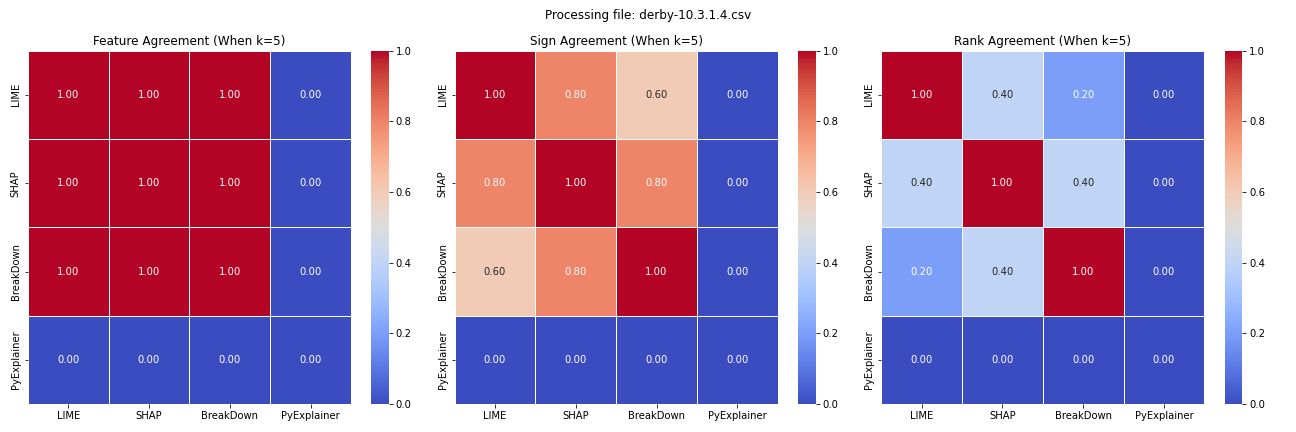 Processing file: derby-10.3.1.4.csv
Feature Agreement (When k=5)
LIME
SHAP
BreakDown
PyExplainer
1.00 1.00 1.00 0.00
1.00 1.00 1.00 0.00
1.00 1.00 1.00 0.00
0.00 0.00 0.00 0.00
LIME SHAP BreakDown PyExplainer
1.0
0.8
0.6
0.4
0.2
0.0
Sign Agreement (When k=5)
LIME
SHAP
BreakDown
PyExplainer
1.00 0.80 0.60 0.00
0.80 1.00 0.80 0.00
0.60 0.80 1.00 0.00
0.00 0.00 0.00 0.00
LIME SHAP BreakDown PyExplainer
1.0
0.8
0.6
0.4
0.2
0.0
Rank Agreement (When k=5)
LIME
SHAP
BreakDown
PyExplainer
1.00 0.40 0.20 0.00
0.40 1.00 0.40 0.00
0.20 0.40 1.00 0.00
0.00 0.00 0.00 0.00
LIME SHAP BreakDown PyExplainer
1.0
0.8
0.6
0.4
0.2
0.0